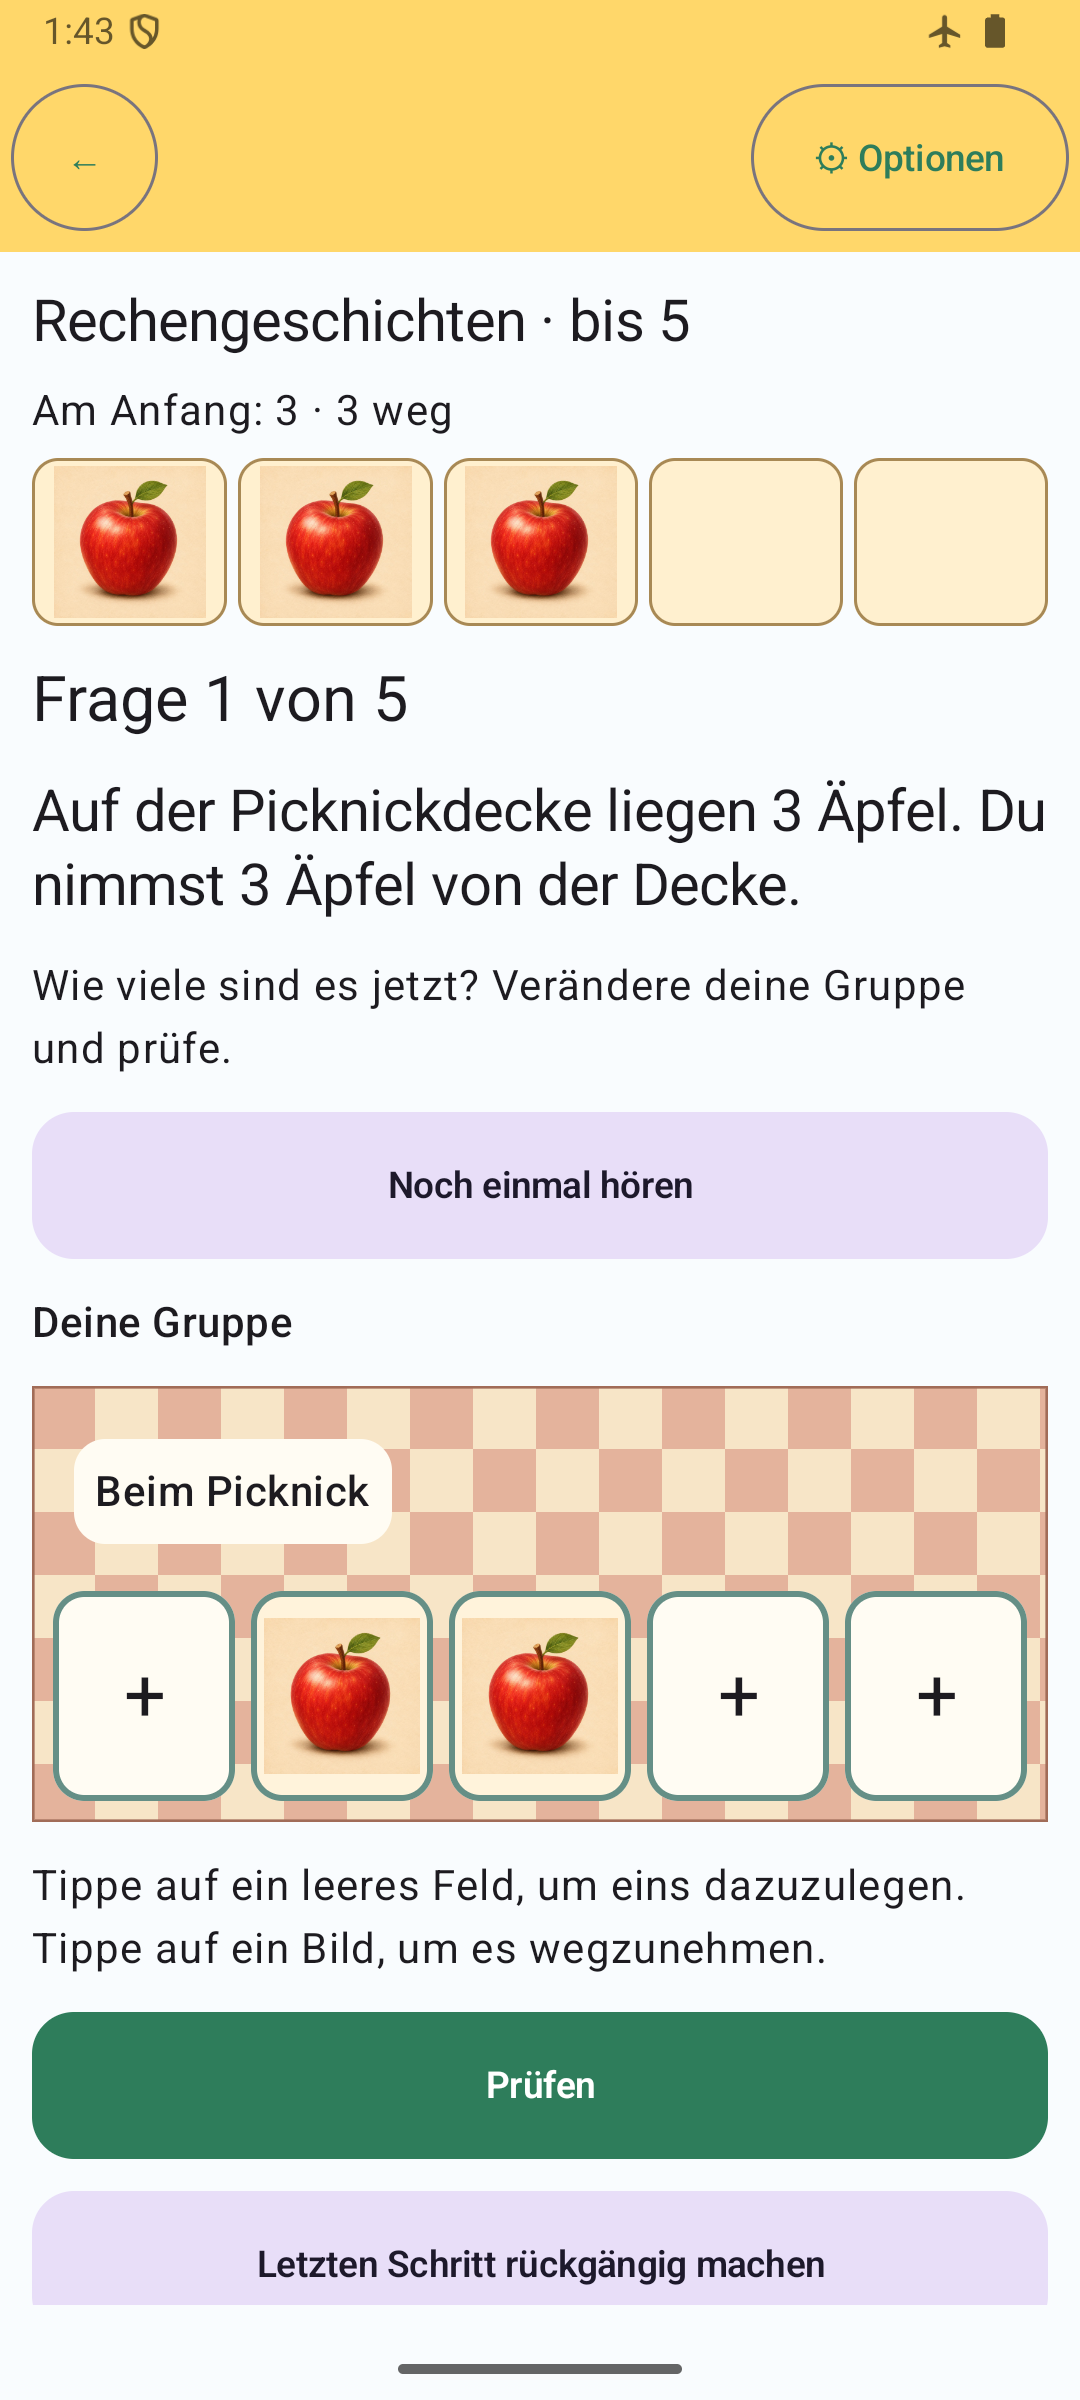 1:43
←
Optionen
Rechengeschichten · bis 5
Am Anfang: 3 · 3 weg
Frage 1 von 5
Auf der Picknickdecke liegen 3 Äpfel. Du
nimmst 3 Äpfel von der Decke.
Wie viele sind es jetzt? Verändere deine Gruppe
und prüfe.
Noch einmal hören
Deine Gruppe
Beim Picknick
+ + +
Tippe auf ein leeres Feld, um eins dazuzulegen.
Tippe auf ein Bild, um es wegzunehmen.
Prüfen
Letzten Schritt rückgängig machen